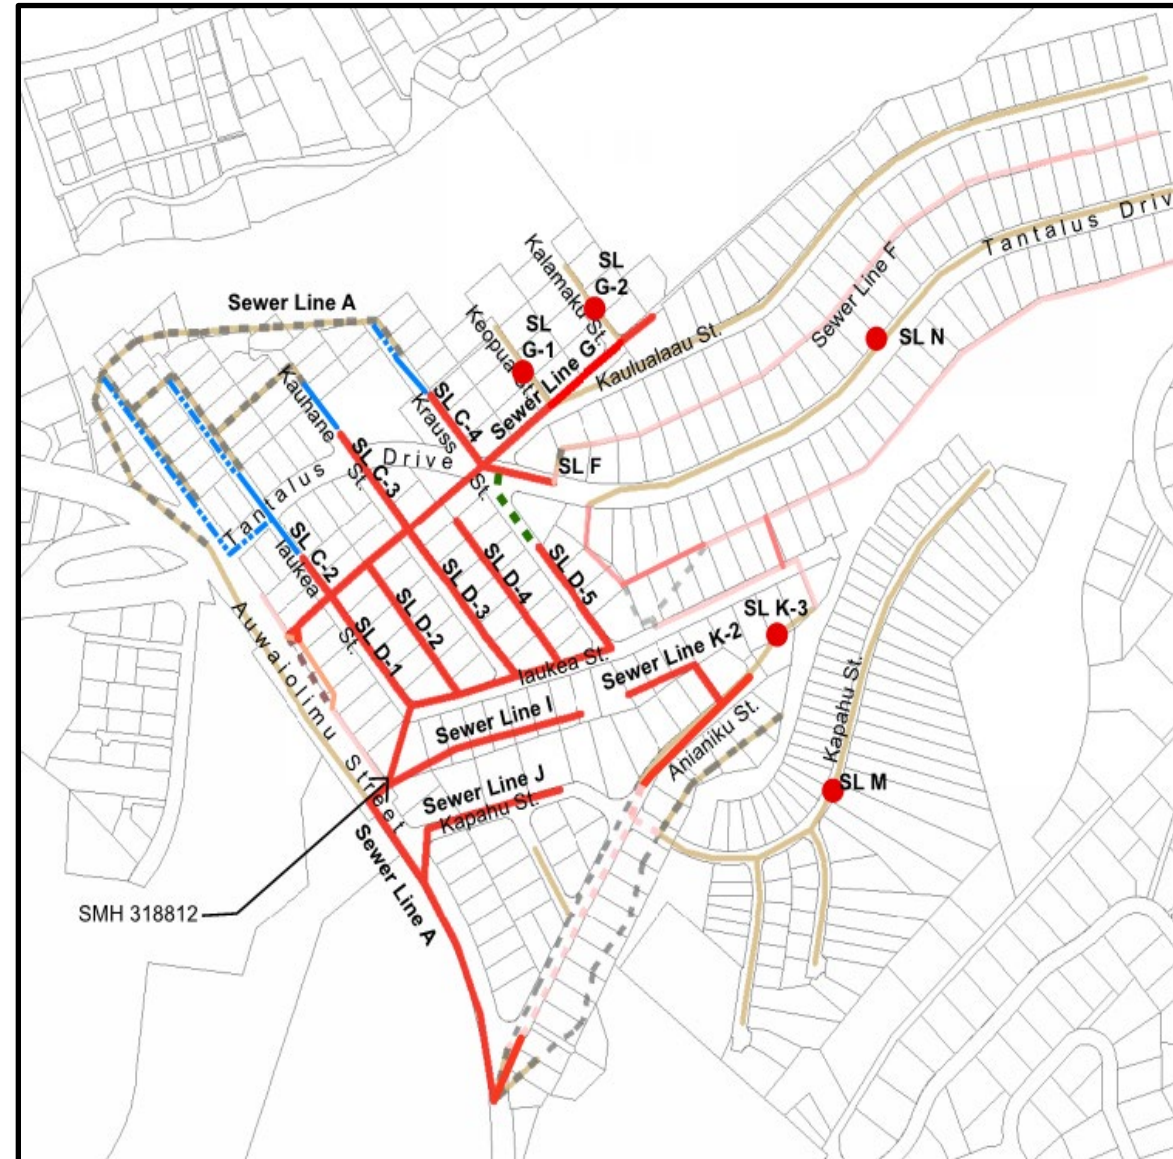 Kalamaku St.
SL
G-2
Tantalus Driv
Sewer Line F
Sewer Line A
Keopua St.
SL
G-1
Sewer Line G
Kaulualaau St.
SL N
Kauhane St.
Krauss St.
SL C-4
SL C-3
Tantalus Drive
SL F
SL C-2
Iaukea St.
SL D-1
SL D-2
SL D-3
SL D-4
SL D-5
SL K-3
Sewer Line K-2
Iaukea St.
Auwaiolimu Street
Sewer Line I
Anianiku St.
Kapahu St.
SL M
Sewer Line J
Kapahu St.
Sewer Line A
SMH 318812